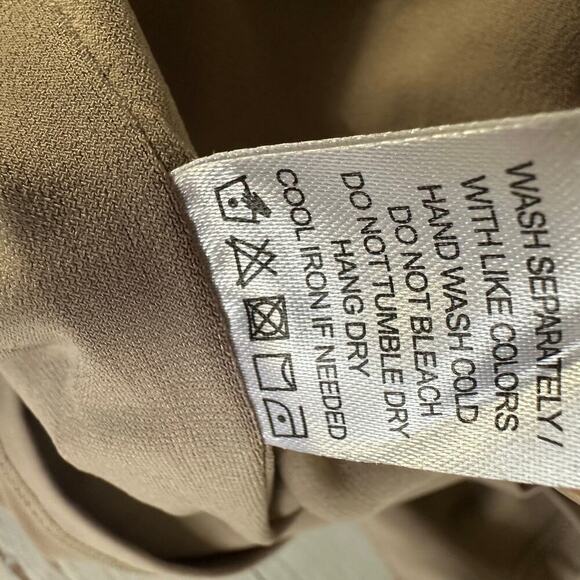 WASH SEPARATELY /
WITH LIKE COLORS
HAND WASH COLD
DO NOT BLEACH
DO NOT TUMBLE DRY
HANG DRY
COOL IRON IF NEEDED